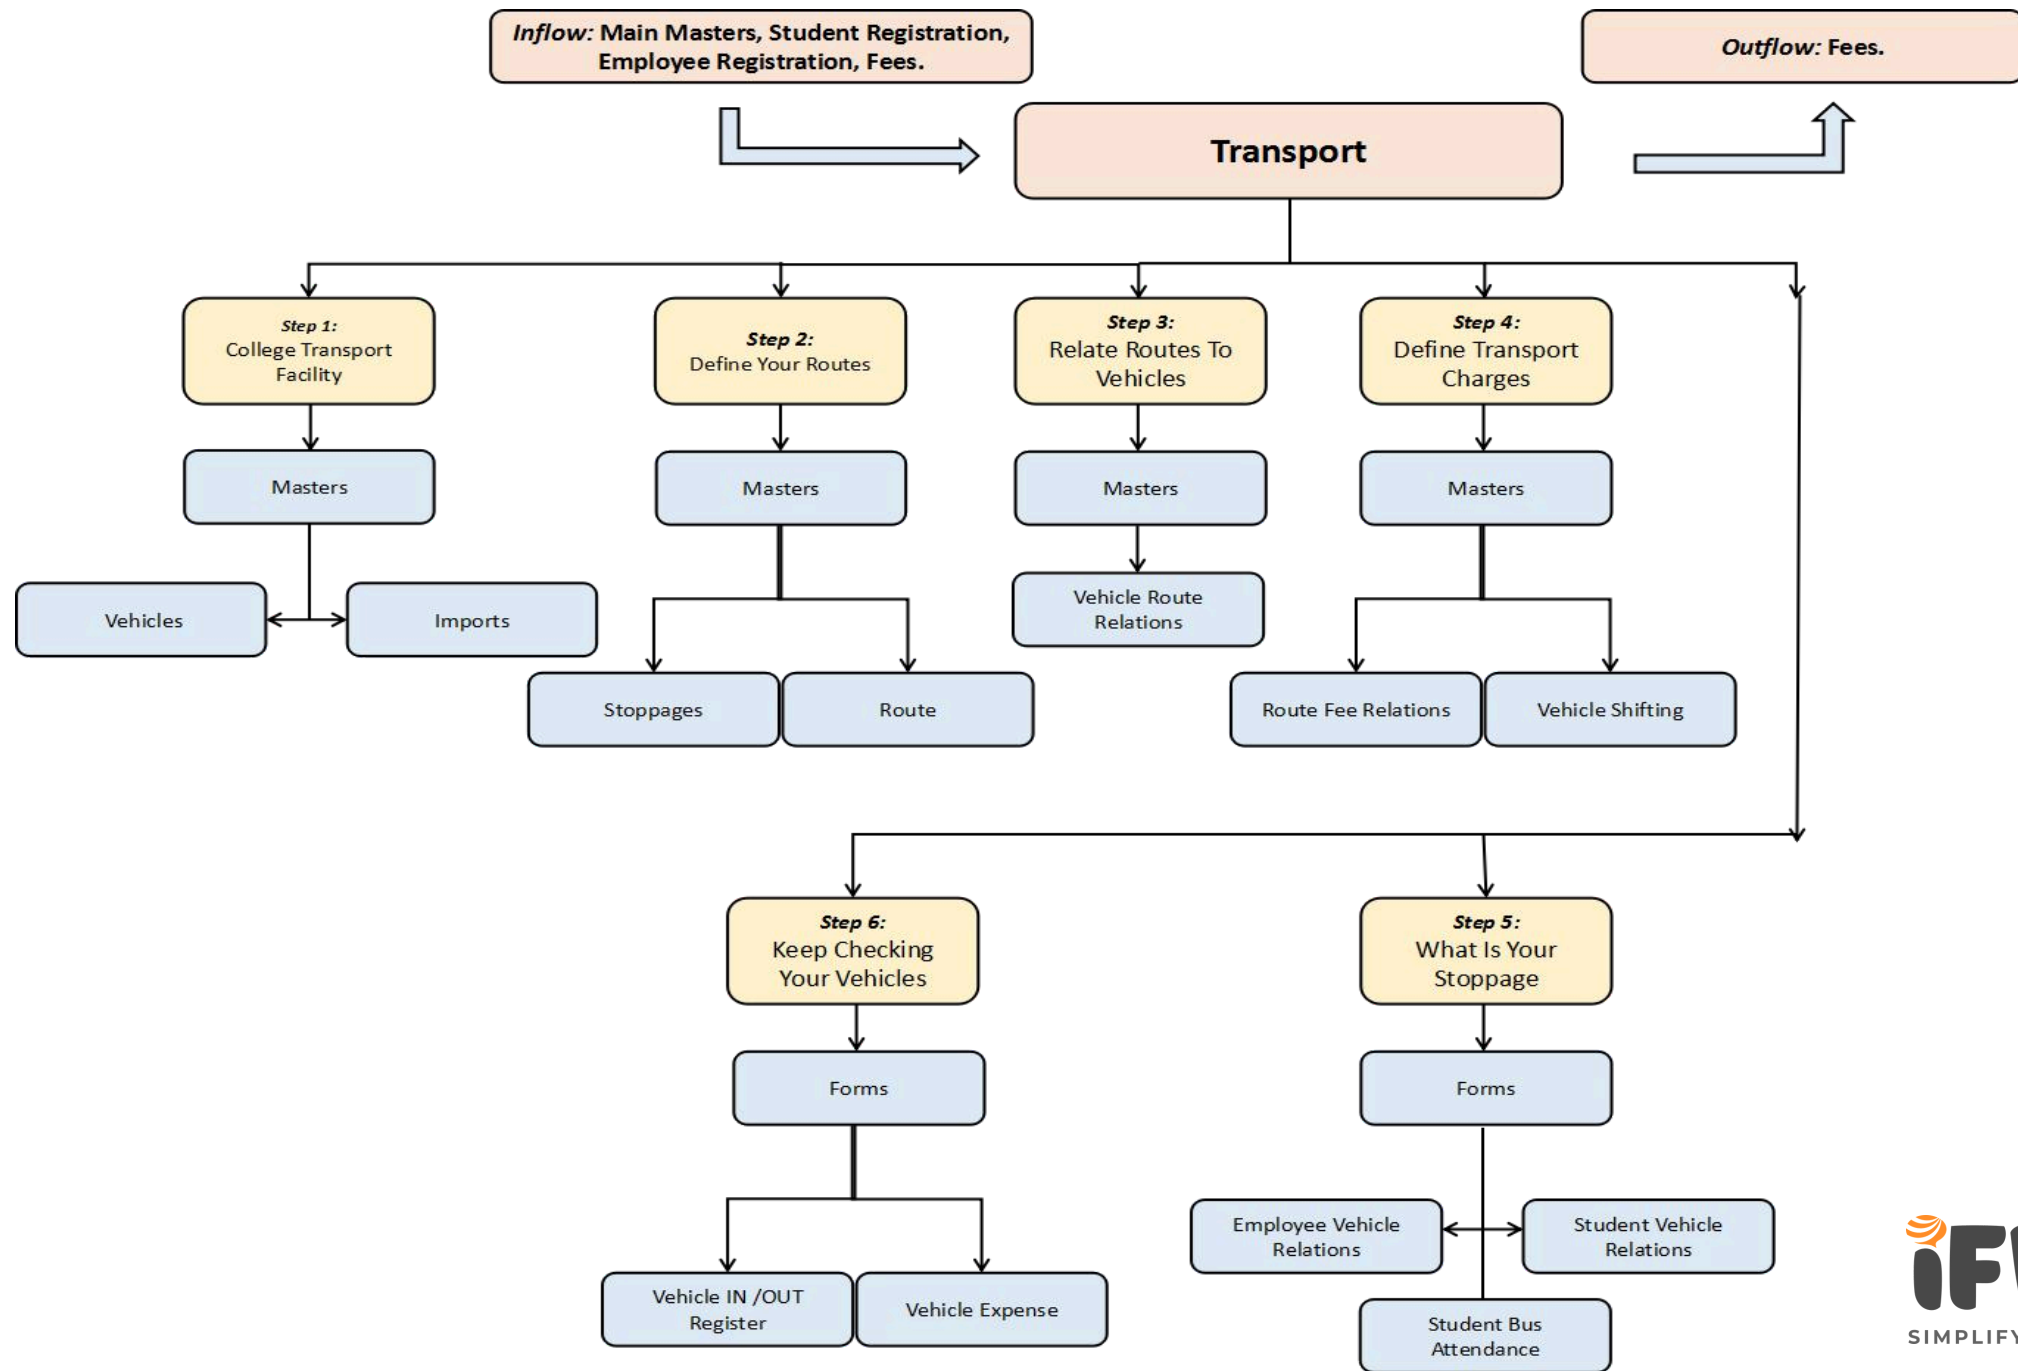 Inflow: Main Masters, Student Registration,
Employee Registration, Fees.
Outflow: Fees.
Transport
Step 1:
College Transport
Facility
Step 2:
Define Your Routes
Step 3:
Relate Routes To
Vehicles
Step 4:
Define Transport
Charges
Masters
Masters
Masters
Masters
Vehicles
Imports
Vehicle Route
Relations
Stoppages
Route
Route Fee Relations
Vehicle Shifting
Step 6:
Keep Checking
Your Vehicles
Step 5:
What Is Your
Stoppage
Forms
Forms
Employee Vehicle
Relations
Student Vehicle
Relations
Vehicle IN /OUT
Register
Vehicle Expense
Student Bus
Attendance